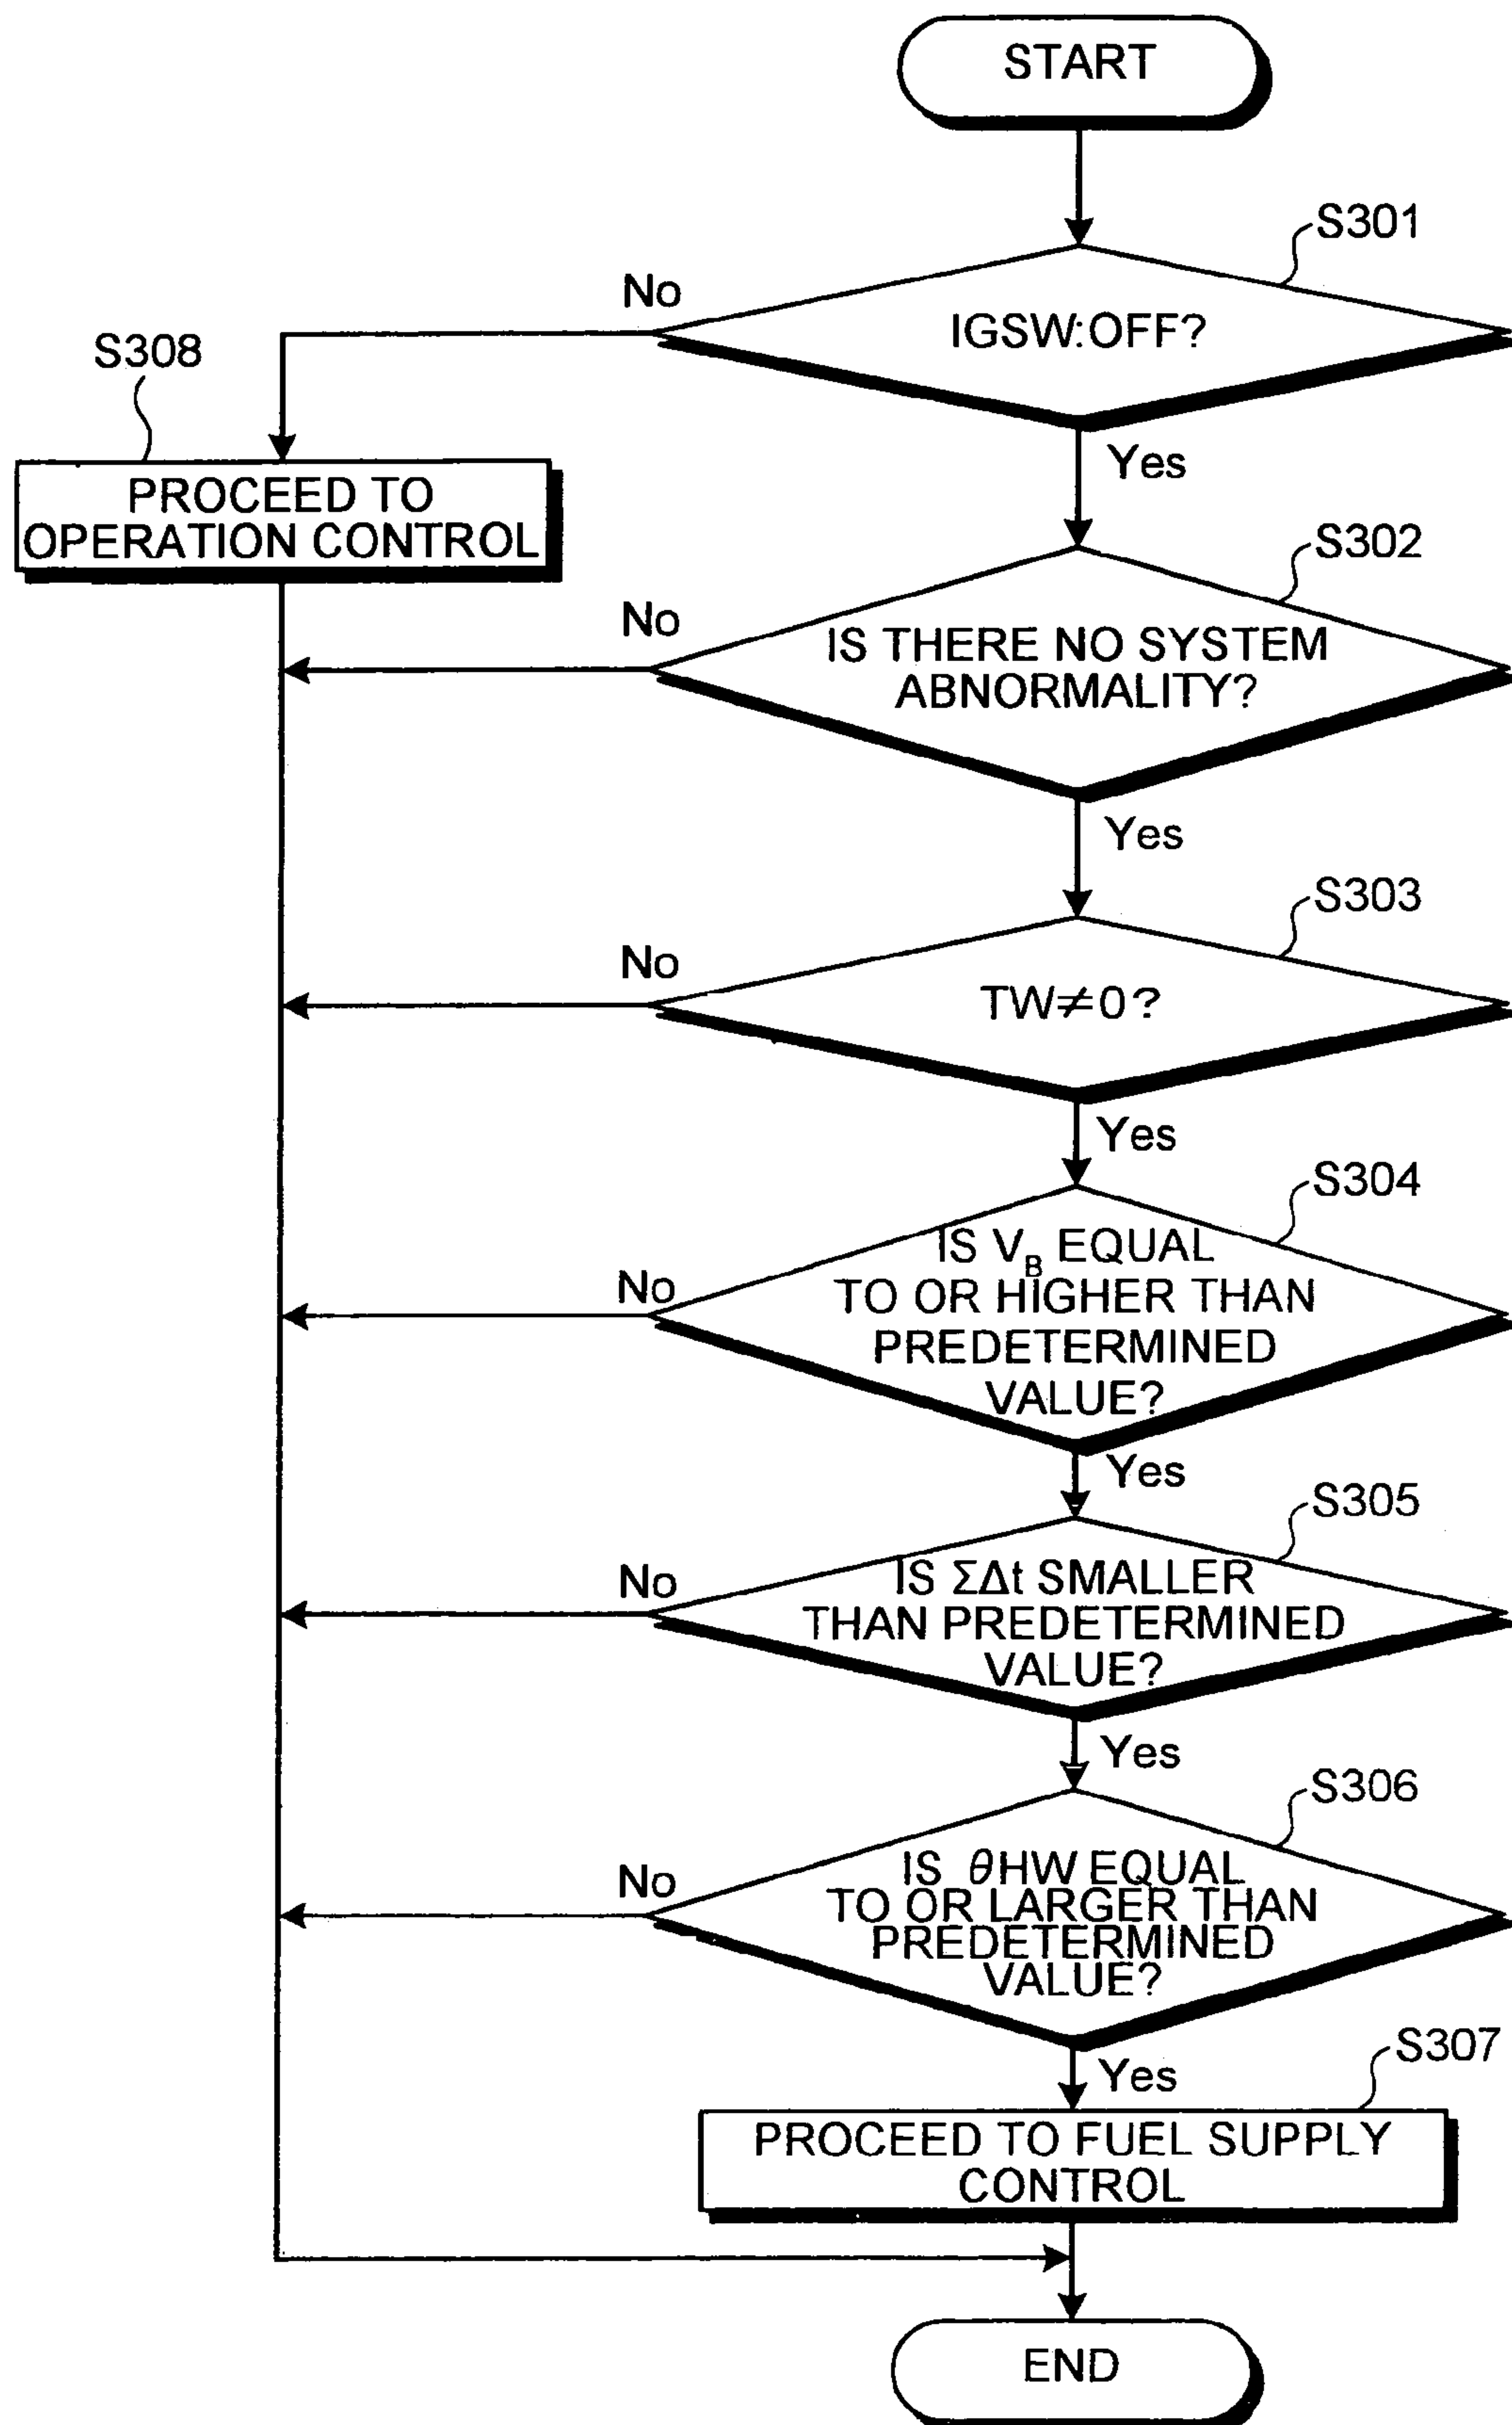 START
S301
No
IGSW:OFF?
S308
Yes
PROCEED TO
OPERATION CONTROL
S302
No
IS THERE NO SYSTEM
ABNORMALITY?
Yes
S303
No
TW≠0?
Yes
S304
IS V_B EQUAL
No
TO OR HIGHER THAN
PREDETERMINED
VALUE?
Yes
S305
No
IS ΣΔt SMALLER
THAN PREDETERMINED
VALUE?
Yes
S306
No
IS θHW EQUAL
TO OR LARGER THAN
PREDETERMINED
VALUE?
S307
Yes
PROCEED TO FUEL SUPPLY
CONTROL
END